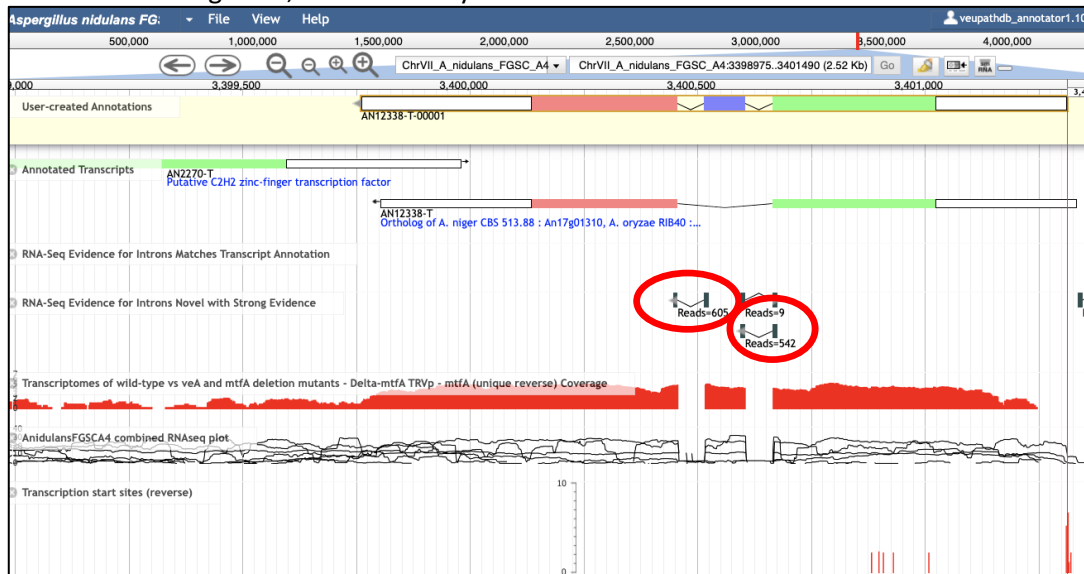 Aspergillus nidulans FG: File View Help veupathdb_annotator1.10
500,000 1,000,000 1,500,000 2,000,000 2,500,000 3,000,000 3,500,000 4,000,000
ChrVII_A_nidulans_FGSC_A4 ChrVII_A_nidulans_FGSC_A4:3398975..3401490 (2.52 Kb) Go
3,399,500 3,400,000 3,400,500 3,401,000
User-created Annotations
AN12338-T-00001
Annotated Transcripts
AN2270-T
Putative C2H2 zinc-finger transcription factor
AN12338-T
Ortholog of A. niger CBS 513.88 : An17g01310, A. oryzae RIB40 :...
RNA-Seq Evidence for Introns Matches Transcript Annotation
RNA-Seq Evidence for Introns Novel with Strong Evidence
Reads=605 Reads=9
Reads=542
Transcriptomes of wild-type vs veA and mtfA deletion mutants - Delta-mtfA TRVp - mtfA (unique reverse) Coverage
AnidulansFGSCA4 combined RNAseq plot
Transcription start sites (reverse)
10
0